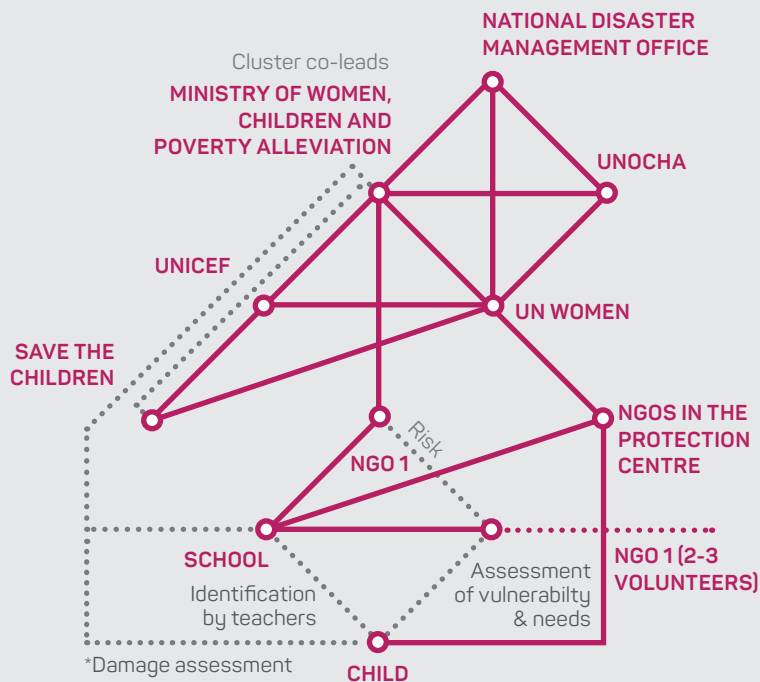 NATIONAL DISASTER
MANAGEMENT OFFICE
Cluster co-leads
MINISTRY OF WOMEN,
CHILDREN AND
POVERTY ALLEVIATION
UNOCHA
UNICEF
UN WOMEN
SAVE THE
CHILDREN
NGOS IN THE
PROTECTION
CENTRE
Risk
NGO 1
SCHOOL
NGO 1 (2-3
VOLUNTEERS)
Identification
by teachers
Assessment
of vulnerabilty
& needs
*Damage assessment
CHILD